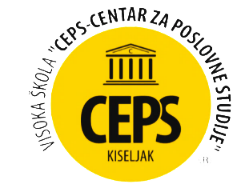 VISOKA ŠKOLA "CEPS-CENTAR ZA POSLOVNE STUDIJE"
CEPS
KISELJAK